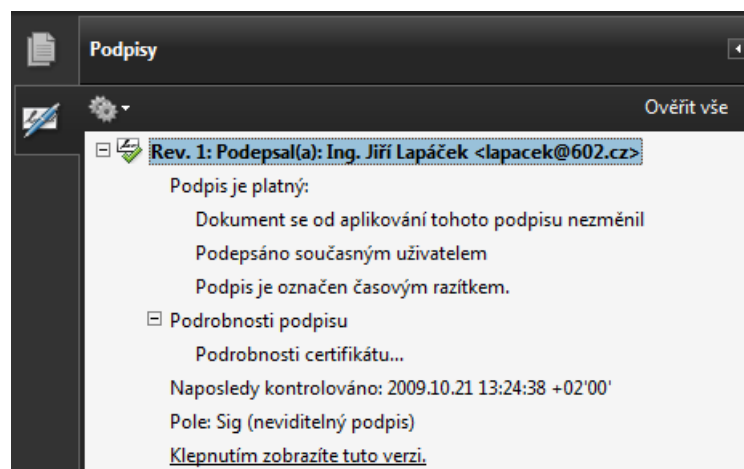 Podpisy
Ověřit vše
Rev. 1: Podepsal(a): Ing. Jiří Lapáček <lapacek@602.cz>
Podpis je platný:
Dokument se od aplikování tohoto podpisu nezměnil
Podepsáno současným uživatelem
Podpis je označen časovým razítkem.
Podrobnosti podpisu
Podrobnosti certifikátu...
Naposledy kontrolováno: 2009.10.21 13:24:38 +02'00'
Pole: Sig (neviditelný podpis)
Klepnutím zobrazíte tuto verzi.